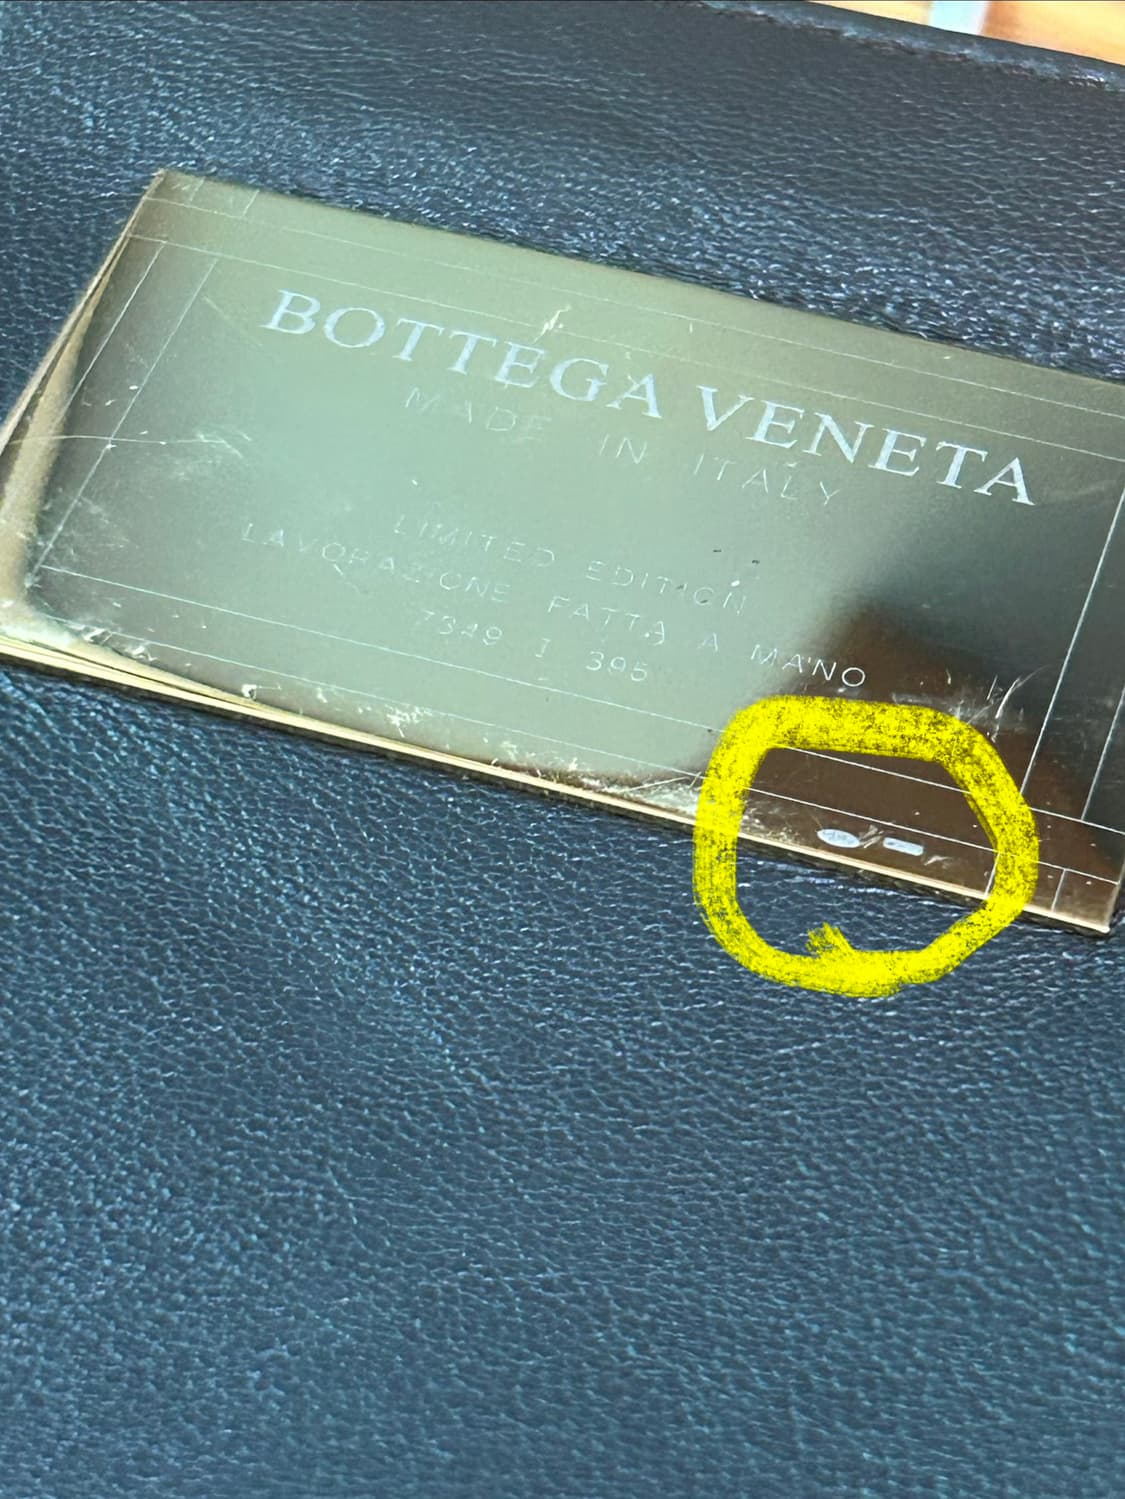 BOTTEGA VENETA
MADE IN ITALY
LIMITED EDITION
LAVORAZIONE FATTA A MANO
7349 I 395